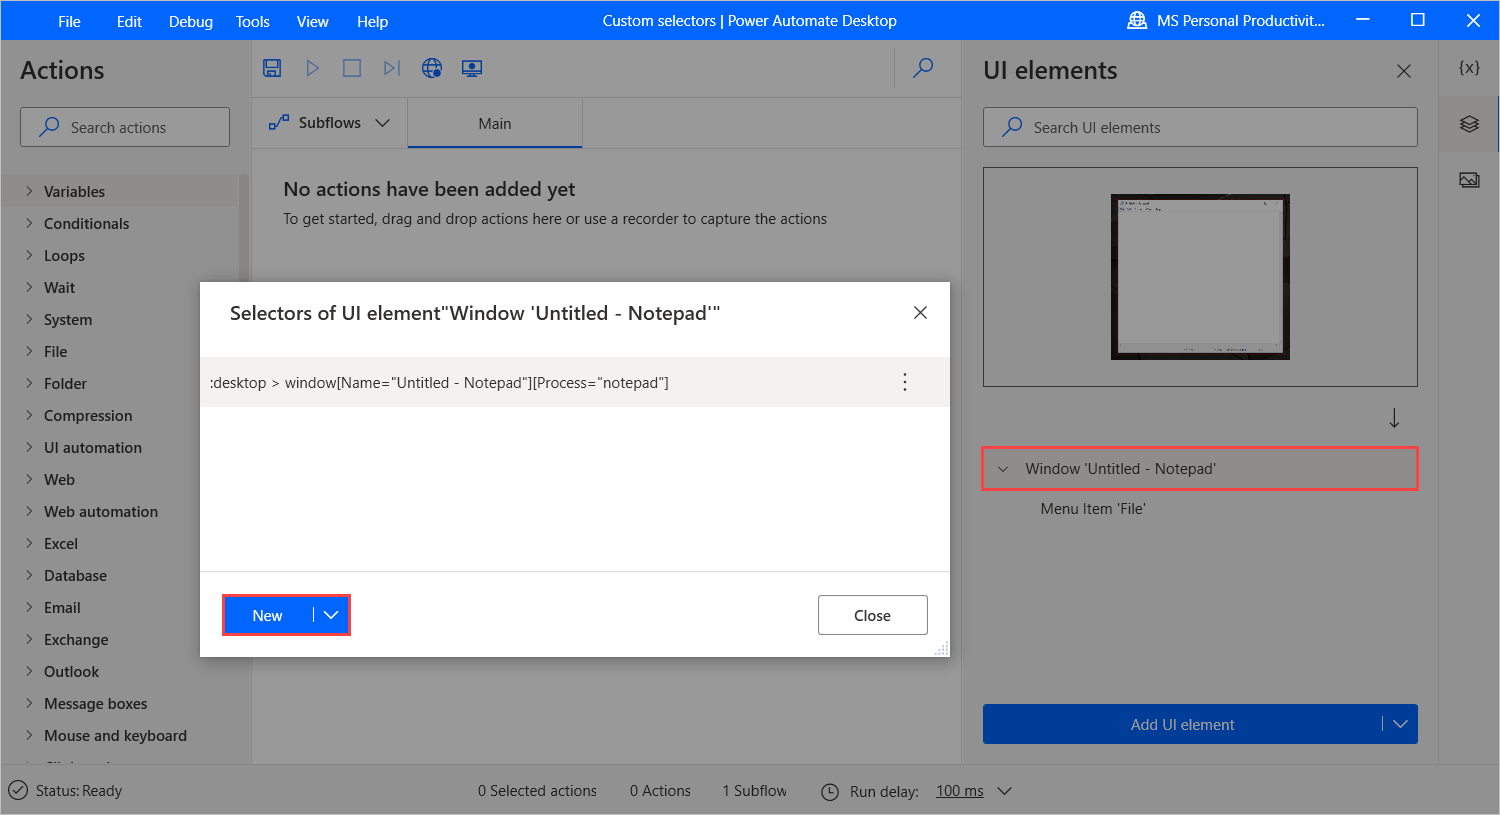 File Edit Debug Tools View Help Custom selectors | Power Automate Desktop MS Personal Productivit...
Actions
Search actions
Variables
Conditionals
Loops
Wait
System
File
Folder
Compression
UI automation
Web
Web automation
Excel
Database
Email
Exchange
Outlook
Message boxes
Mouse and keyboard
Subflows Main
No actions have been added yet
To get started, drag and drop actions here or use a recorder to capture the actions
Selectors of UI element"Window 'Untitled - Notepad'"
:desktop > window[Name="Untitled - Notepad"][Process="notepad"]
New Close
UI elements
{x}
Search UI elements
Window 'Untitled - Notepad'
Menu Item 'File'
Add UI element
Status: Ready 0 Selected actions 0 Actions 1 Subflow Run delay: 100 ms